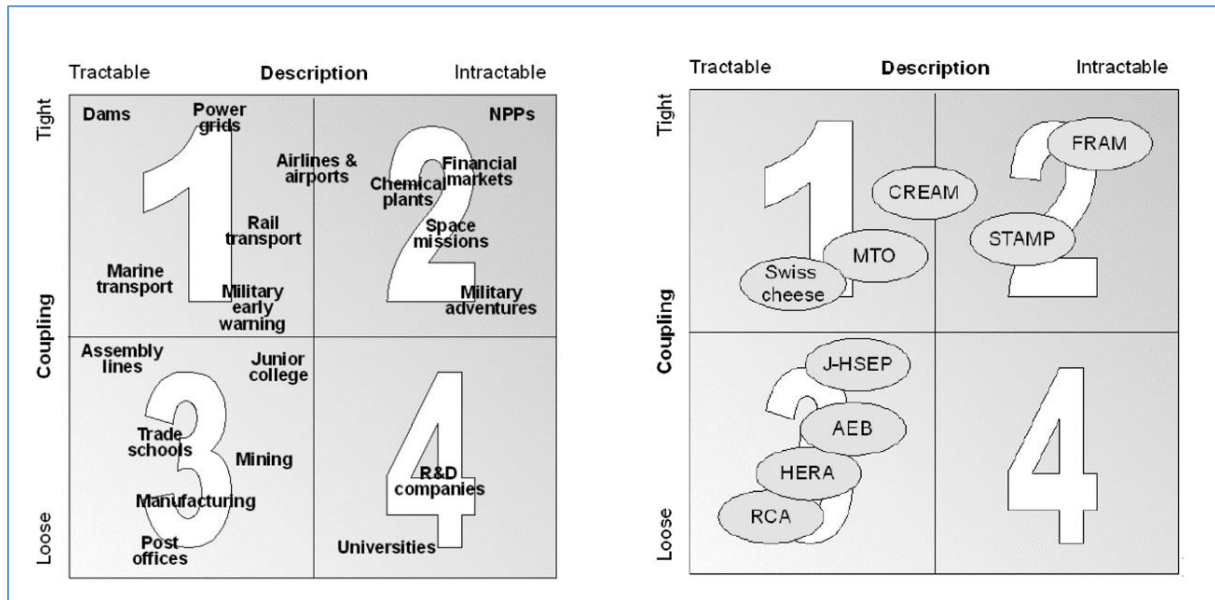 Tractable Description Intractable
Tight
Coupling
Loose
1
2
3
4
Dams
Power
grids
NPPs
Airlines &
airports
Chemical
plants
Financial
markets
Rail
transport
Space
missions
Marine
transport
Military
early
warning
Military
adventures
Assembly
lines
Junior
college
Trade
schools
Mining
Manufacturing
R&D
companies
Post
offices
Universities
Tractable Description Intractable
Tight
Coupling
Loose
1
2
3
4
FRAM
CREAM
STAMP
MTO
Swiss
cheese
J-HSEP
AEB
HERA
RCA